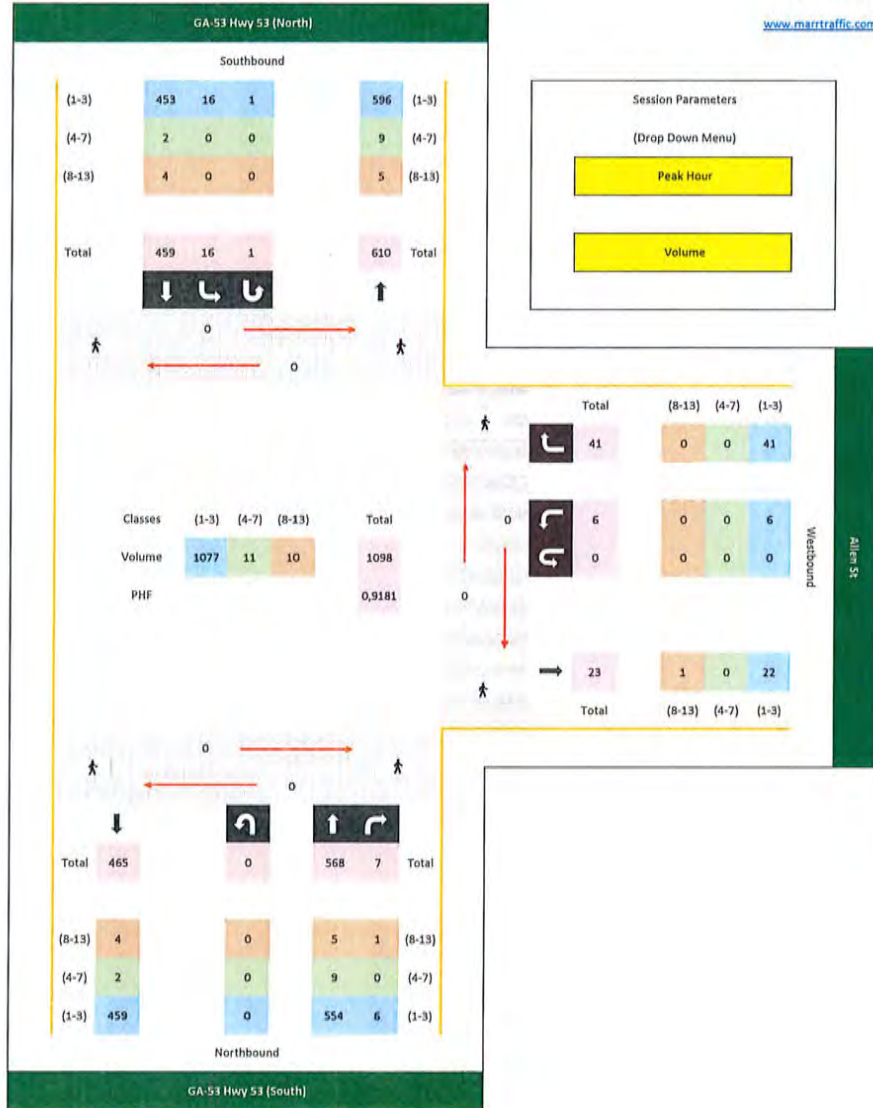 GA-53 Hwy 53 (North)
www.marrtraffic.com
Southbound
(1-3) 453 16 1 596 (1-3)
(4-7) 2 0 0 9 (4-7)
(8-13) 4 0 0 5 (8-13)
Total 459 16 1 610 Total
0
0
Session Parameters
(Drop Down Menu)
Peak Hour
Volume
Total (8-13) (4-7) (1-3)
41 0 0 41
0 6 0 0 6
0 0 0 0
0
23 1 0 22
Total (8-13) (4-7) (1-3)
Westbound
Allen St
Classes (1-3) (4-7) (8-13) Total
Volume 1077 11 10 1098
PHF 0,9181
0
0
Total 465 0 568 7 Total
(8-13) 4 0 5 1 (8-13)
(4-7) 2 0 9 0 (4-7)
(1-3) 459 0 554 6 (1-3)
Northbound
GA-53 Hwy 53 (South)